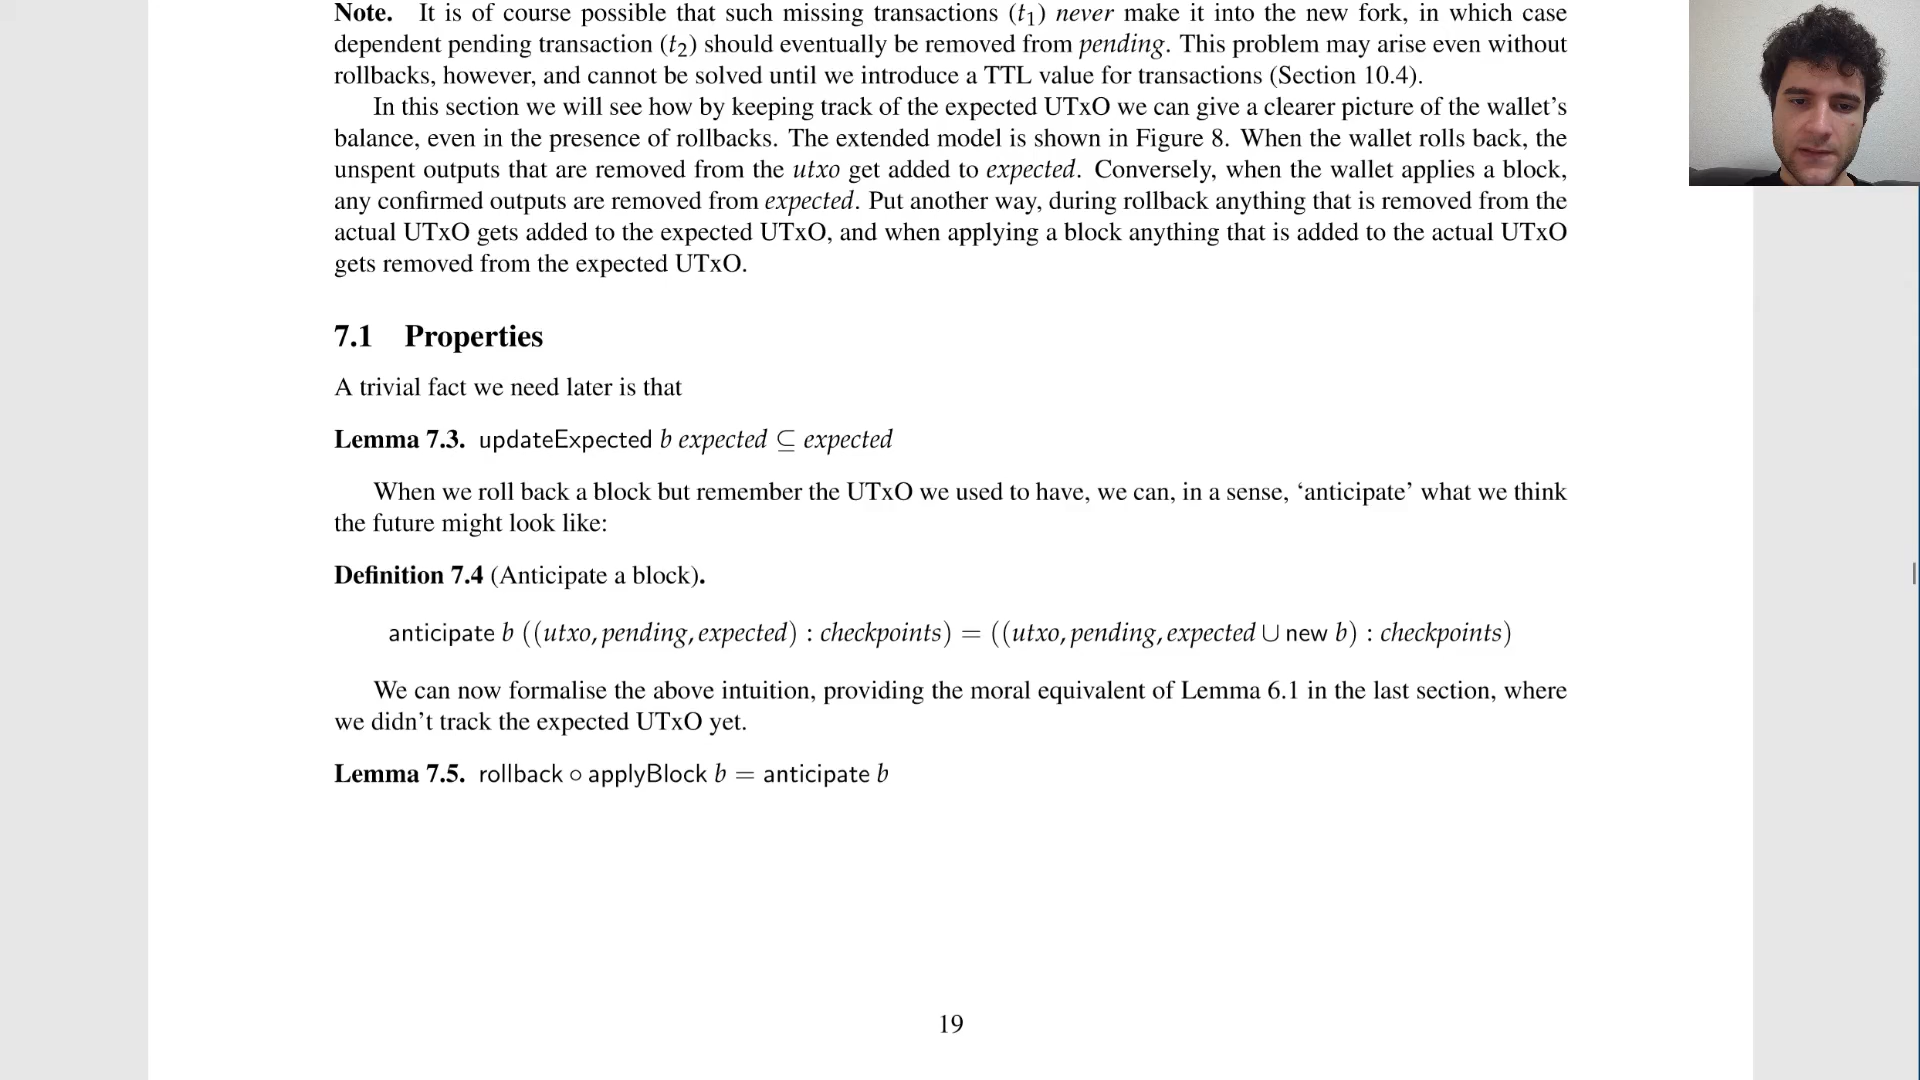 Note. It is of course possible that such missing transactions (t₁) never make it into the new fork, in which case
dependent pending transaction (t₂) should eventually be removed from pending. This problem may arise even without
rollbacks, however, and cannot be solved until we introduce a TTL value for transactions (Section 10.4).
In this section we will see how by keeping track of the expected UTxO we can give a clearer picture of the wallet's
balance, even in the presence of rollbacks. The extended model is shown in Figure 8. When the wallet rolls back, the
unspent outputs that are removed from the utxo get added to expected. Conversely, when the wallet applies a block,
any confirmed outputs are removed from expected. Put another way, during rollback anything that is removed from the
actual UTxO gets added to the expected UTxO, and when applying a block anything that is added to the actual UTxO
gets removed from the expected UTxO.
7.1 Properties
A trivial fact we need later is that
Lemma 7.3. updateExpected b expected ⊆ expected
When we roll back a block but remember the UTxO we used to have, we can, in a sense, ‘anticipate’ what we think
the future might look like:
Definition 7.4 (Anticipate a block).
anticipate b ((utxo, pending, expected) : checkpoints) = ((utxo, pending, expected ∪ new b) : checkpoints)
We can now formalise the above intuition, providing the moral equivalent of Lemma 6.1 in the last section, where
we didn't track the expected UTxO yet.
Lemma 7.5. rollback ∘ applyBlock b = anticipate b
19